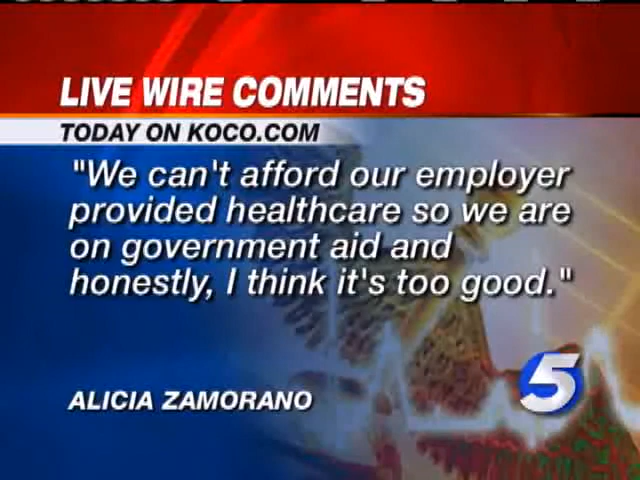 LIVE WIRE COMMENTS
TODAY ON KOCO.COM
"We can't afford our employer
provided healthcare so we are
on government aid and
honestly, I think it's too good."
ALICIA ZAMORANO
5